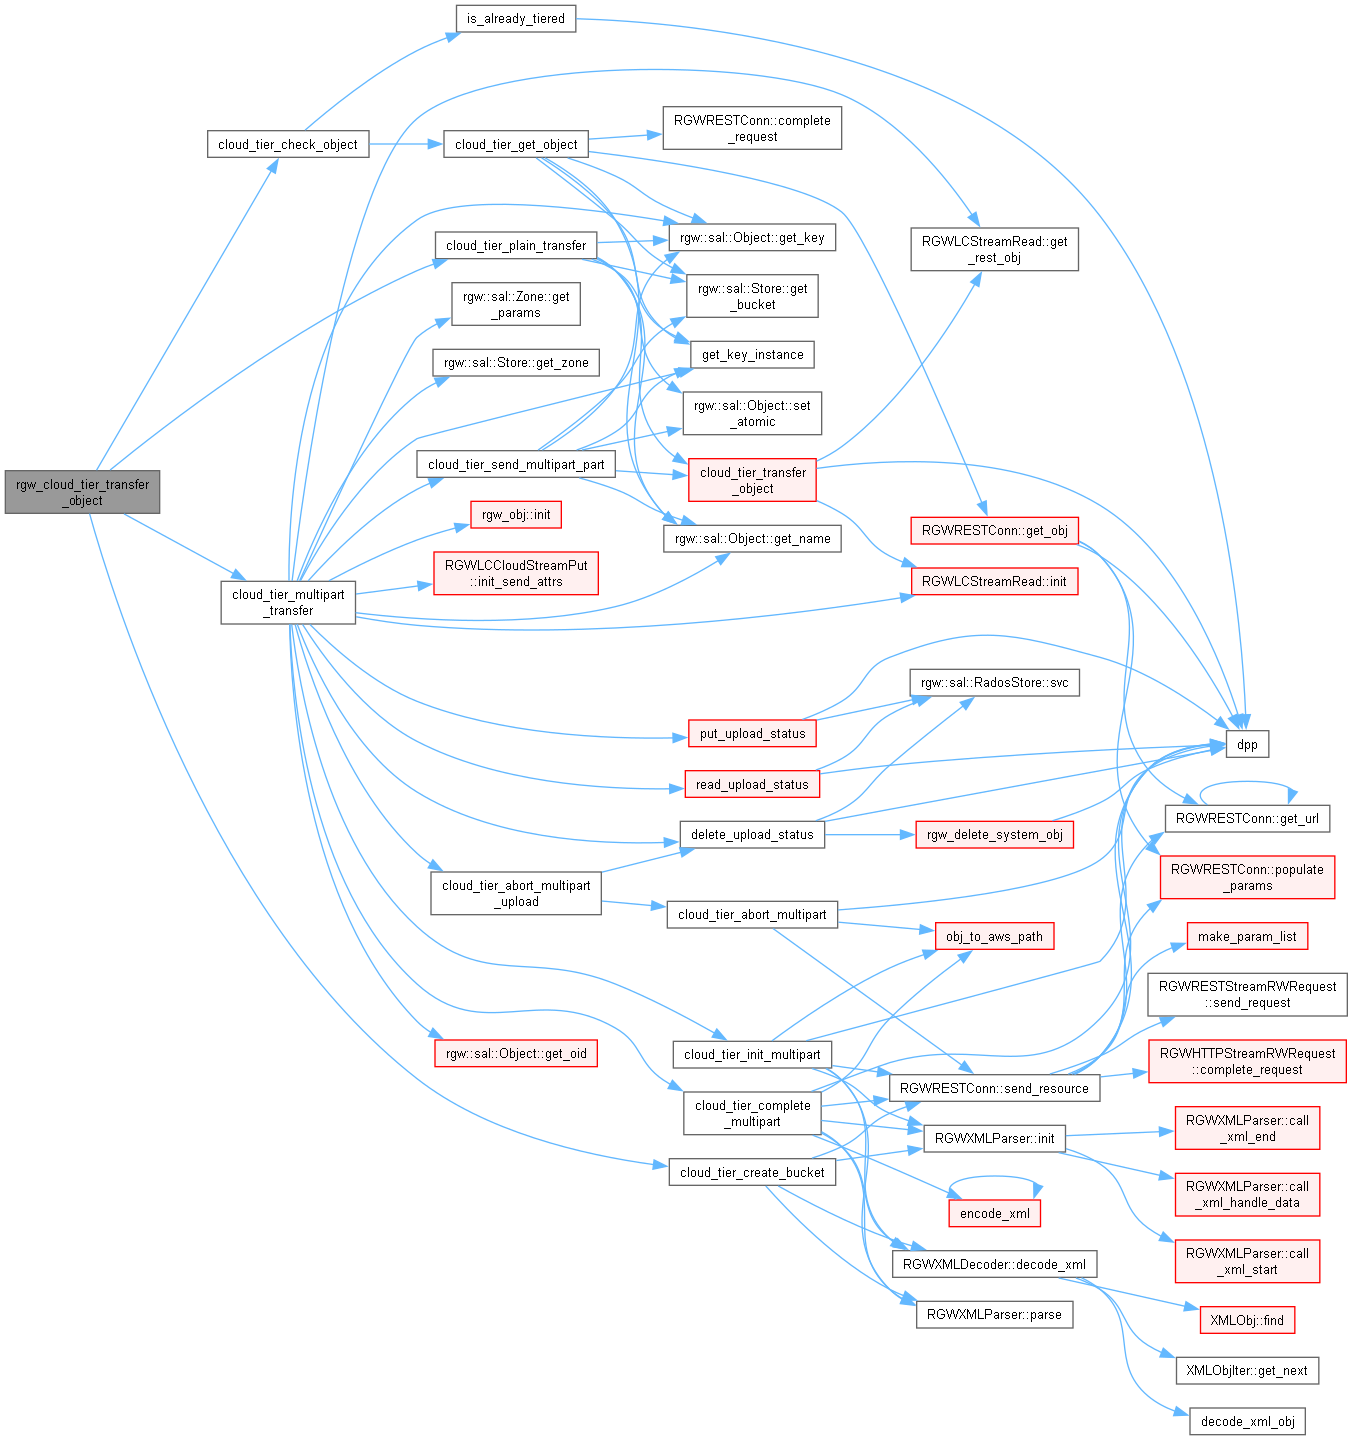 is_already_tiered
cloud_tier_check_object
cloud_tier_get_object
RGWRESTConn::complete
_request
cloud_tier_plain_transfer
rgw::sal::Object::get_key
RGWLCStreamRead::get
_rest_obj
rgw::sal::Zone::get
_params
rgw::sal::Store::get
_bucket
rgw::sal::Store::get_zone
get_key_instance
rgw::sal::Object::set
_atomic
rgw_cloud_tier_transfer
_object
cloud_tier_send_multipart_part
cloud_tier_transfer
_object
rgw_obj::init
rgw::sal::Object::get_name
RGWRESTConn::get_obj
RGWLCCloudStreamPut
::init_send_attrs
RGWLCStreamRead::init
cloud_tier_multipart
_transfer
rgw::sal::RadosStore::svc
put_upload_status
dpp
read_upload_status
delete_upload_status
rgw_delete_system_obj
RGWRESTConn::get_url
cloud_tier_abort_multipart
_upload
RGWRESTConn::populate
_params
cloud_tier_abort_multipart
obj_to_aws_path
make_param_list
RGWRESTStreamRWRequest
::send_request
rgw::sal::Object::get_oid
cloud_tier_init_multipart
RGWRESTConn::send_resource
RGWHTTPStreamRWRequest
::complete_request
cloud_tier_complete
_multipart
RGWXMLParser::init
RGWXMLParser::call
_xml_end
cloud_tier_create_bucket
RGWXMLParser::call
_xml_handle_data
encode_xml
RGWXMLDecoder::decode_xml
RGWXMLParser::call
_xml_start
RGWXMLParser::parse
XMLObj::find
XMLObjIter::get_next
decode_xml_obj